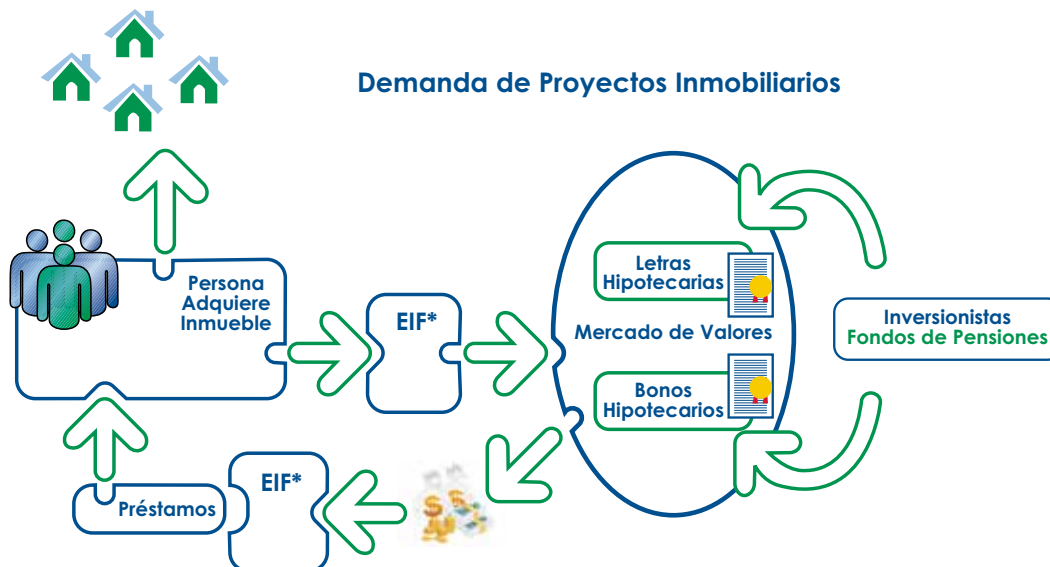 Demanda de Proyectos Inmobiliarios
Persona
Adquiere
Inmueble
EIF*
Letras
Hipotecarias
Mercado de Valores
Bonos
Hipotecarios
Inversionistas
Fondos de Pensiones
Préstamos
EIF*